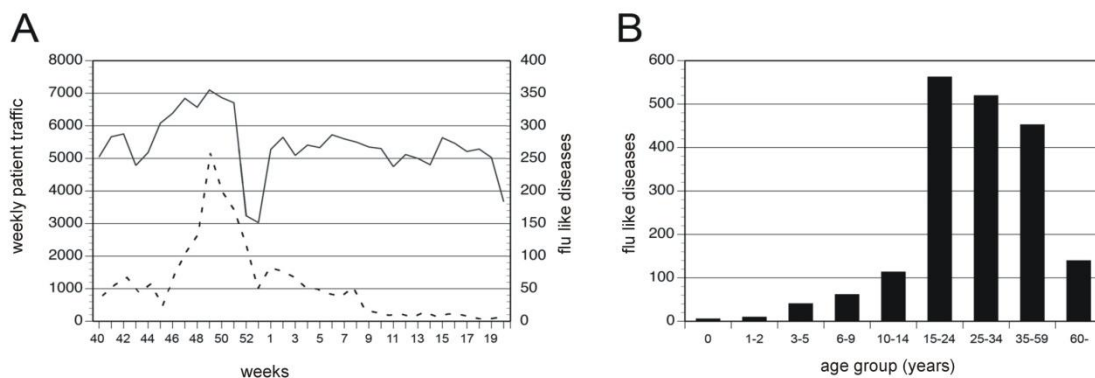 A
weekly patient traffic
8000
7000
6000
5000
4000
3000
2000
1000
0
400
350
300
250
200
150
100
50
0
flu like diseases
40 42 44 46 48 50 52 1 3 5 7 9 11 13 15 17 19
weeks
B
flu like diseases
600
500
400
300
200
100
0
0 1-2 3-5 6-9 10-14 15-24 25-34 35-59 60-
age group (years)